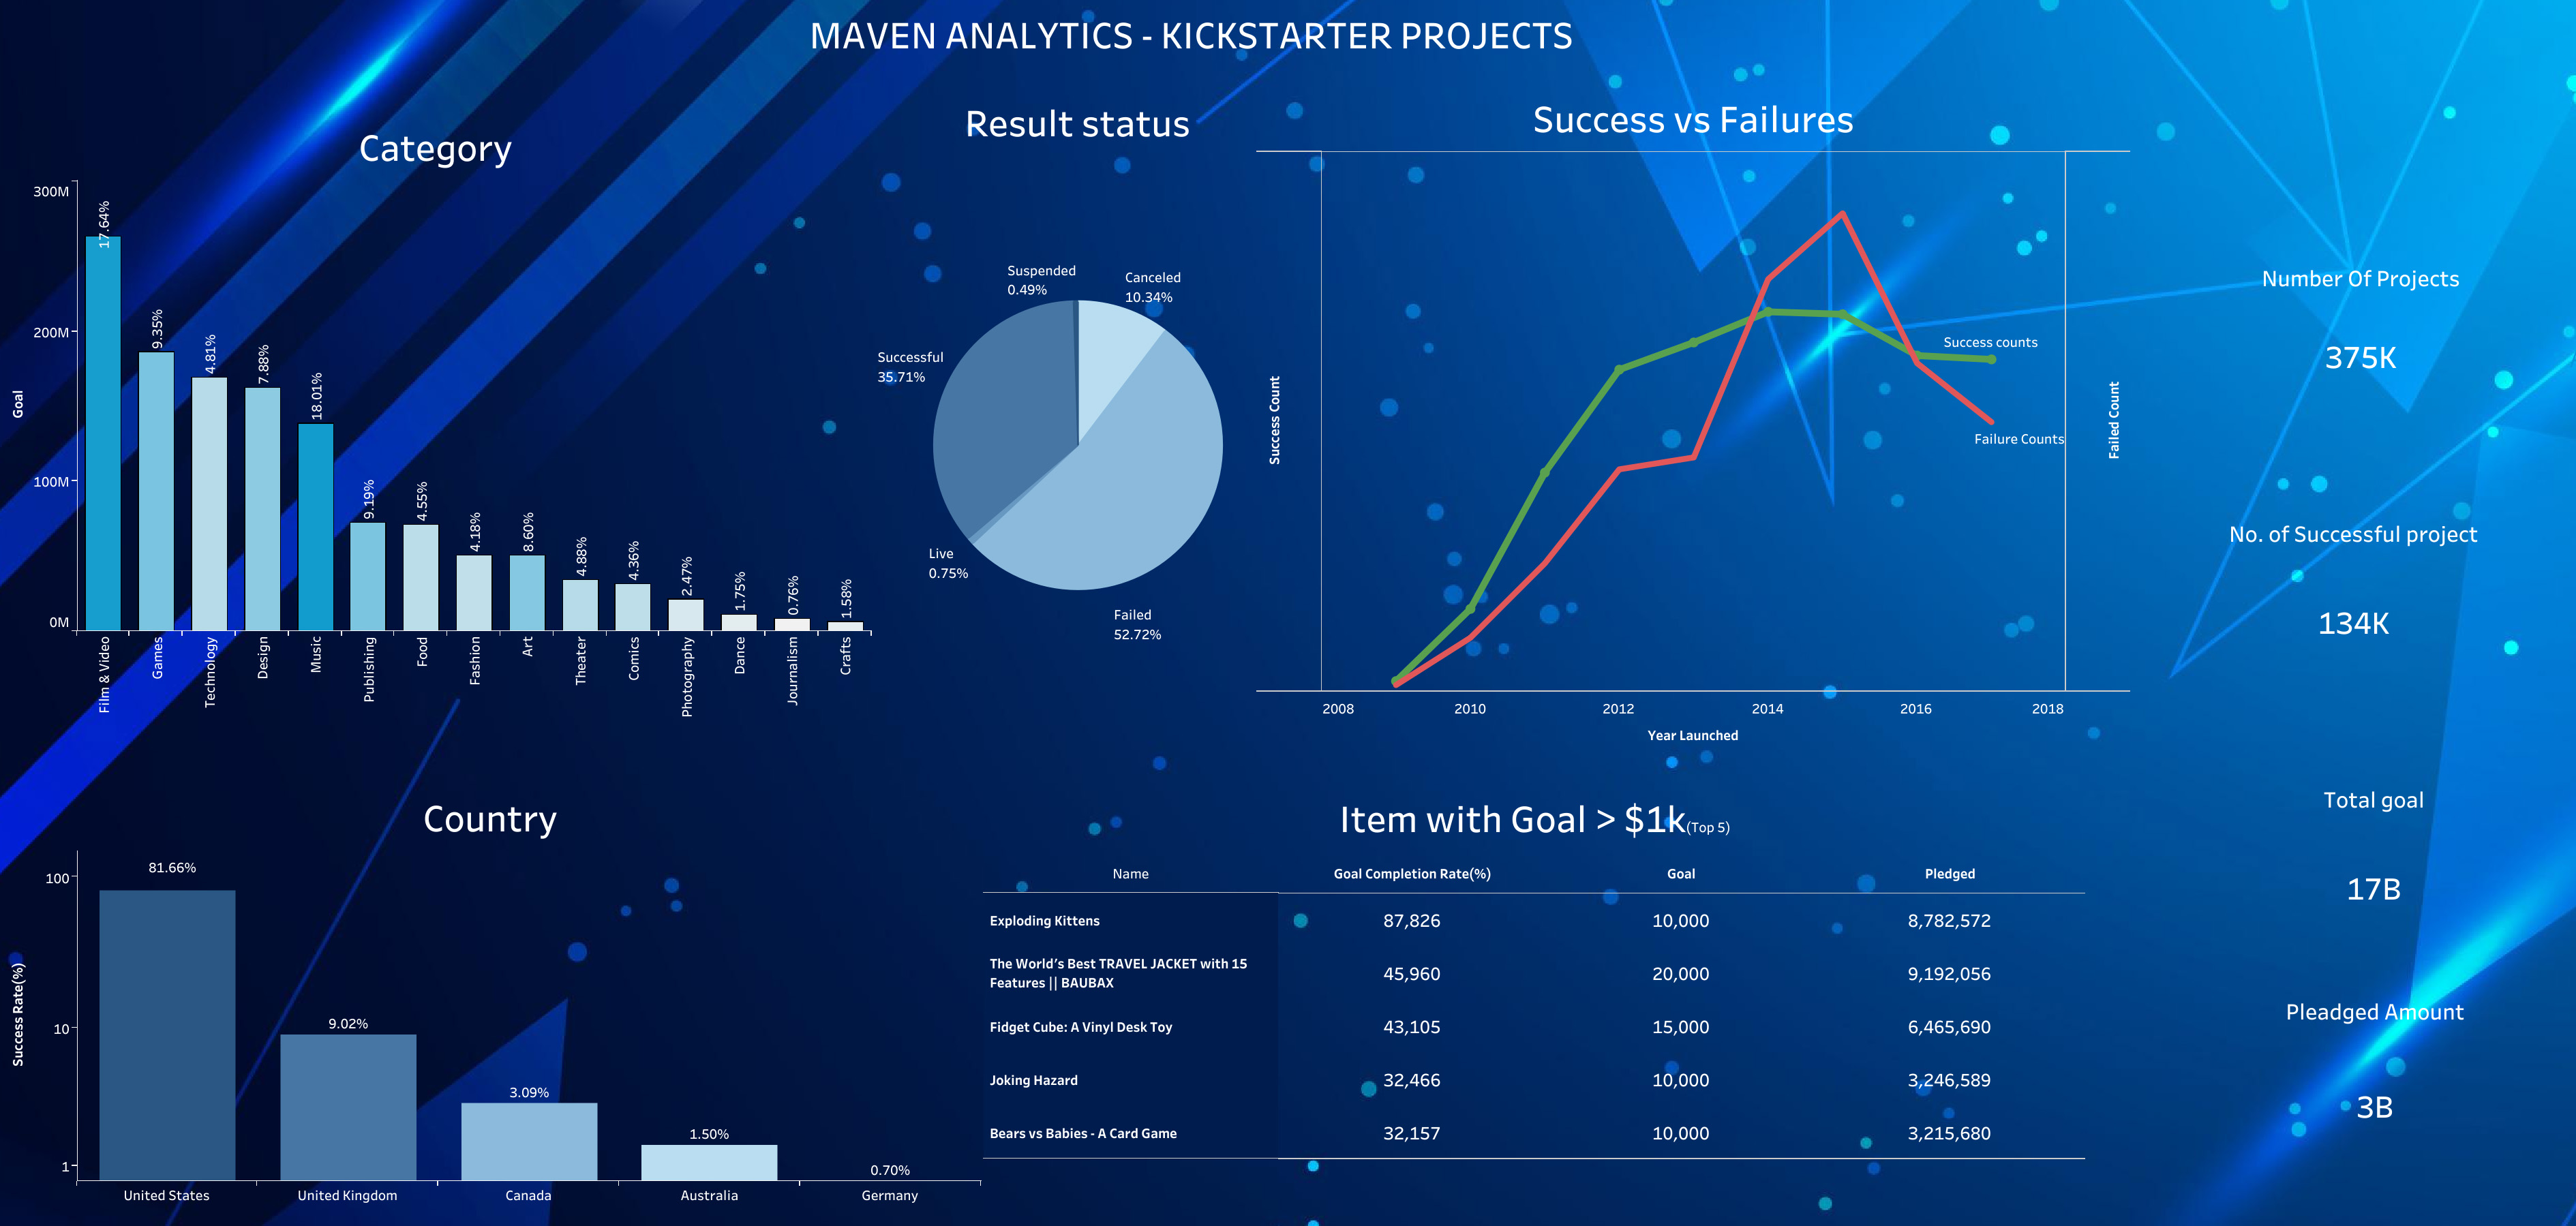 MAVEN ANALYTICS - KICKSTARTER PROJECTS
Category
Goal
300M
200M
100M
0M
17.64%
9.35%
4.81%
7.88%
18.01%
9.19%
4.55%
4.18%
8.60%
4.88%
4.36%
2.47%
1.75%
0.76%
1.58%
Film & Video
Games
Technology
Design
Music
Publishing
Food
Fashion
Art
Theater
Comics
Photography
Dance
Journalism
Crafts
Result status
Suspended
0.49%
Canceled
10.34%
Successful
35.71%
Live
0.75%
Failed
52.72%
Success vs Failures
Success Count
Success counts
Failure Counts
Failed Count
2008 2010 2012 2014 2016 2018
Year Launched
Number Of Projects
375K
No. of Successful project
134K
Total goal
17B
Pleadged Amount
3B
Country
Success Rate(%)
100
10
1
81.66%
9.02%
3.09%
1.50%
0.70%
United States United Kingdom Canada Australia Germany
Item with Goal > $1k(Top 5)
Name Goal Completion Rate(%) Goal Pledged
Exploding Kittens 87,826 10,000 8,782,572
The World's Best TRAVEL JACKET with 15
Features || BAUBAX 45,960 20,000 9,192,056
Fidget Cube: A Vinyl Desk Toy 43,105 15,000 6,465,690
Joking Hazard 32,466 10,000 3,246,589
Bears vs Babies - A Card Game 32,157 10,000 3,215,680